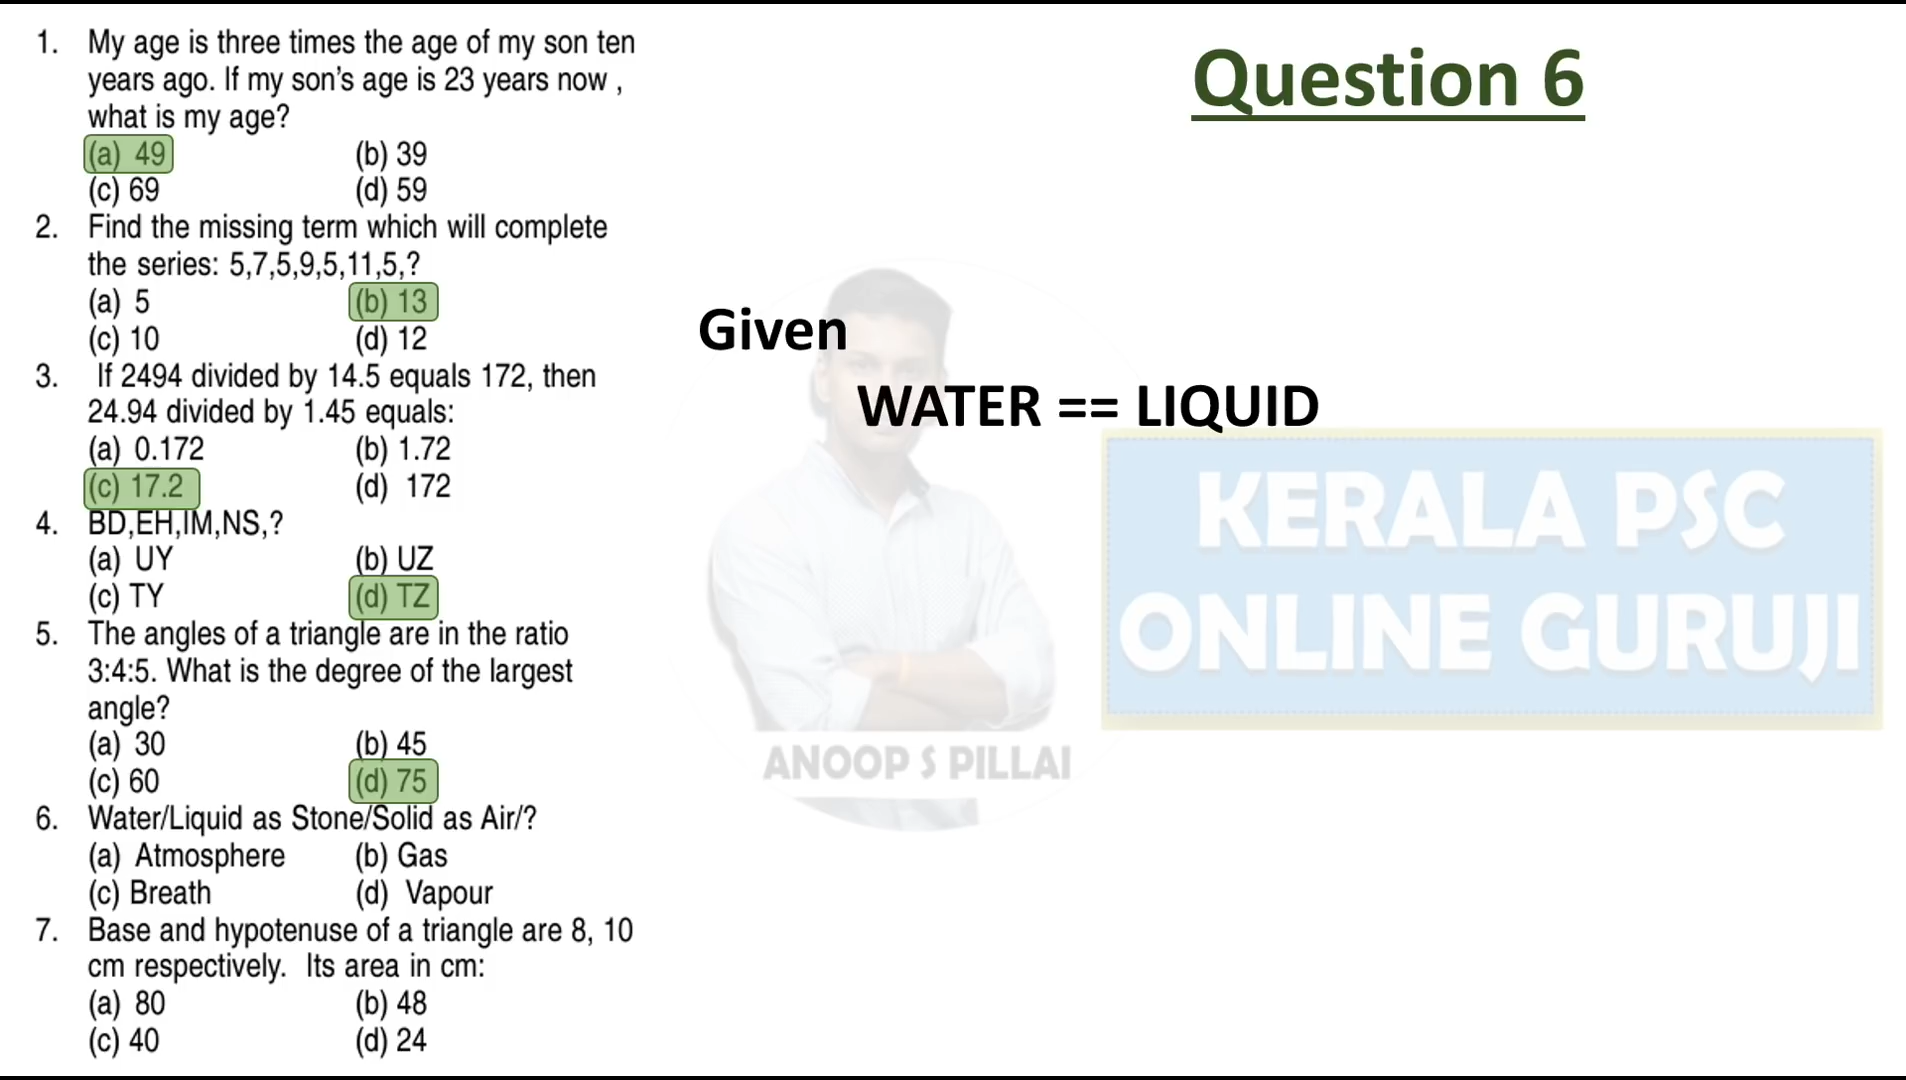 1. My age is three times the age of my son ten
years ago. If my son's age is 23 years now ,
what is my age?
(a) 49 (b) 39
(c) 69 (d) 59
2. Find the missing term which will complete
the series: 5,7,5,9,5,11,5,?
(a) 5 (b) 13
(c) 10 (d) 12
3. If 2494 divided by 14.5 equals 172, then
24.94 divided by 1.45 equals:
(a) 0.172 (b) 1.72
(c) 17.2 (d) 172
4. BD,EH,IM,NS,?
(a) UY (b) UZ
(c) TY (d) TZ
5. The angles of a triangle are in the ratio
3:4:5. What is the degree of the largest
angle?
(a) 30 (b) 45
(c) 60 (d) 75
6. Water/Liquid as Stone/Solid as Air/?
(a) Atmosphere (b) Gas
(c) Breath (d) Vapour
7. Base and hypotenuse of a triangle are 8, 10
cm respectively. Its area in cm:
(a) 80 (b) 48
(c) 40 (d) 24
Question 6
Given
WATER == LIQUID
KERALA PSC
ONLINE GURUJI
ANOOP S PILLAI